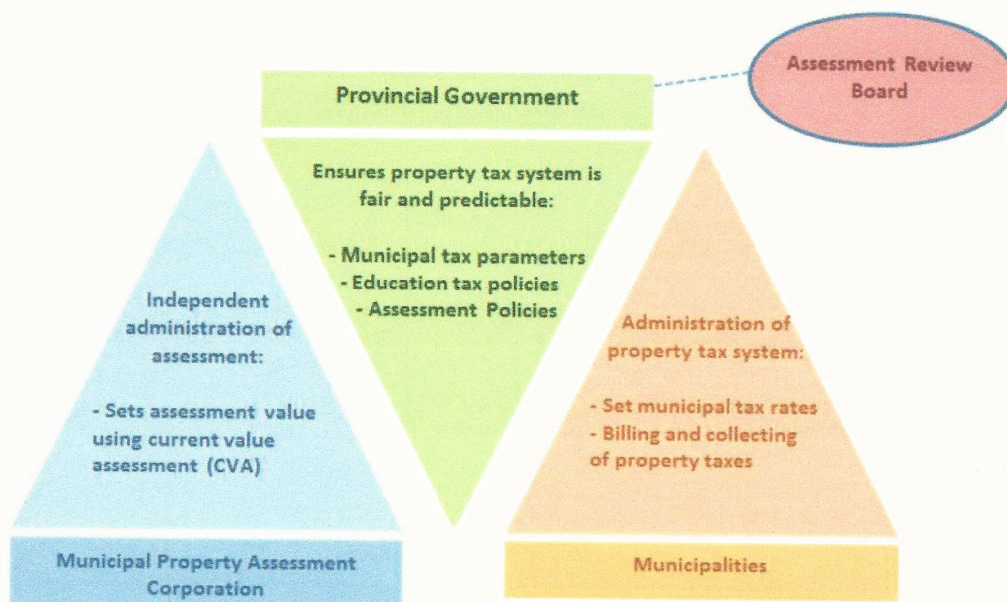 Assessment Review
Board
Provincial Government
Ensures property tax system is
fair and predictable:
- Municipal tax parameters
- Education tax policies
- Assessment Policies
Independent
administration of
assessment:
- Sets assessment value
using current value
assessment (CVA)
Administration of
property tax system:
- Set municipal tax rates
- Billing and collecting
of property taxes
Municipal Property Assessment
Corporation
Municipalities